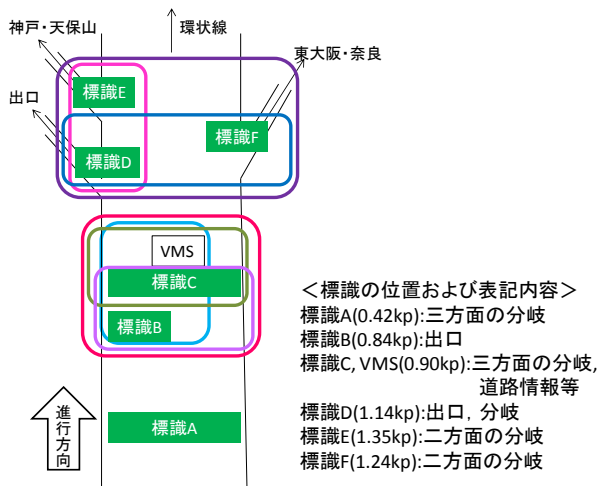 神戸・天保山
環状線
東大阪・奈良
標識E
出口
標識F
標識D
VMS
標識C
標識B
進行方向
標識A
＜標識の位置および表記内容＞
標識A(0.42kp):三方面の分岐
標識B(0.84kp):出口
標識C, VMS(0.90kp):三方面の分岐,
道路情報等
標識D(1.14kp):出口, 分岐
標識E(1.35kp):二方面の分岐
標識F(1.24kp):二方面の分岐